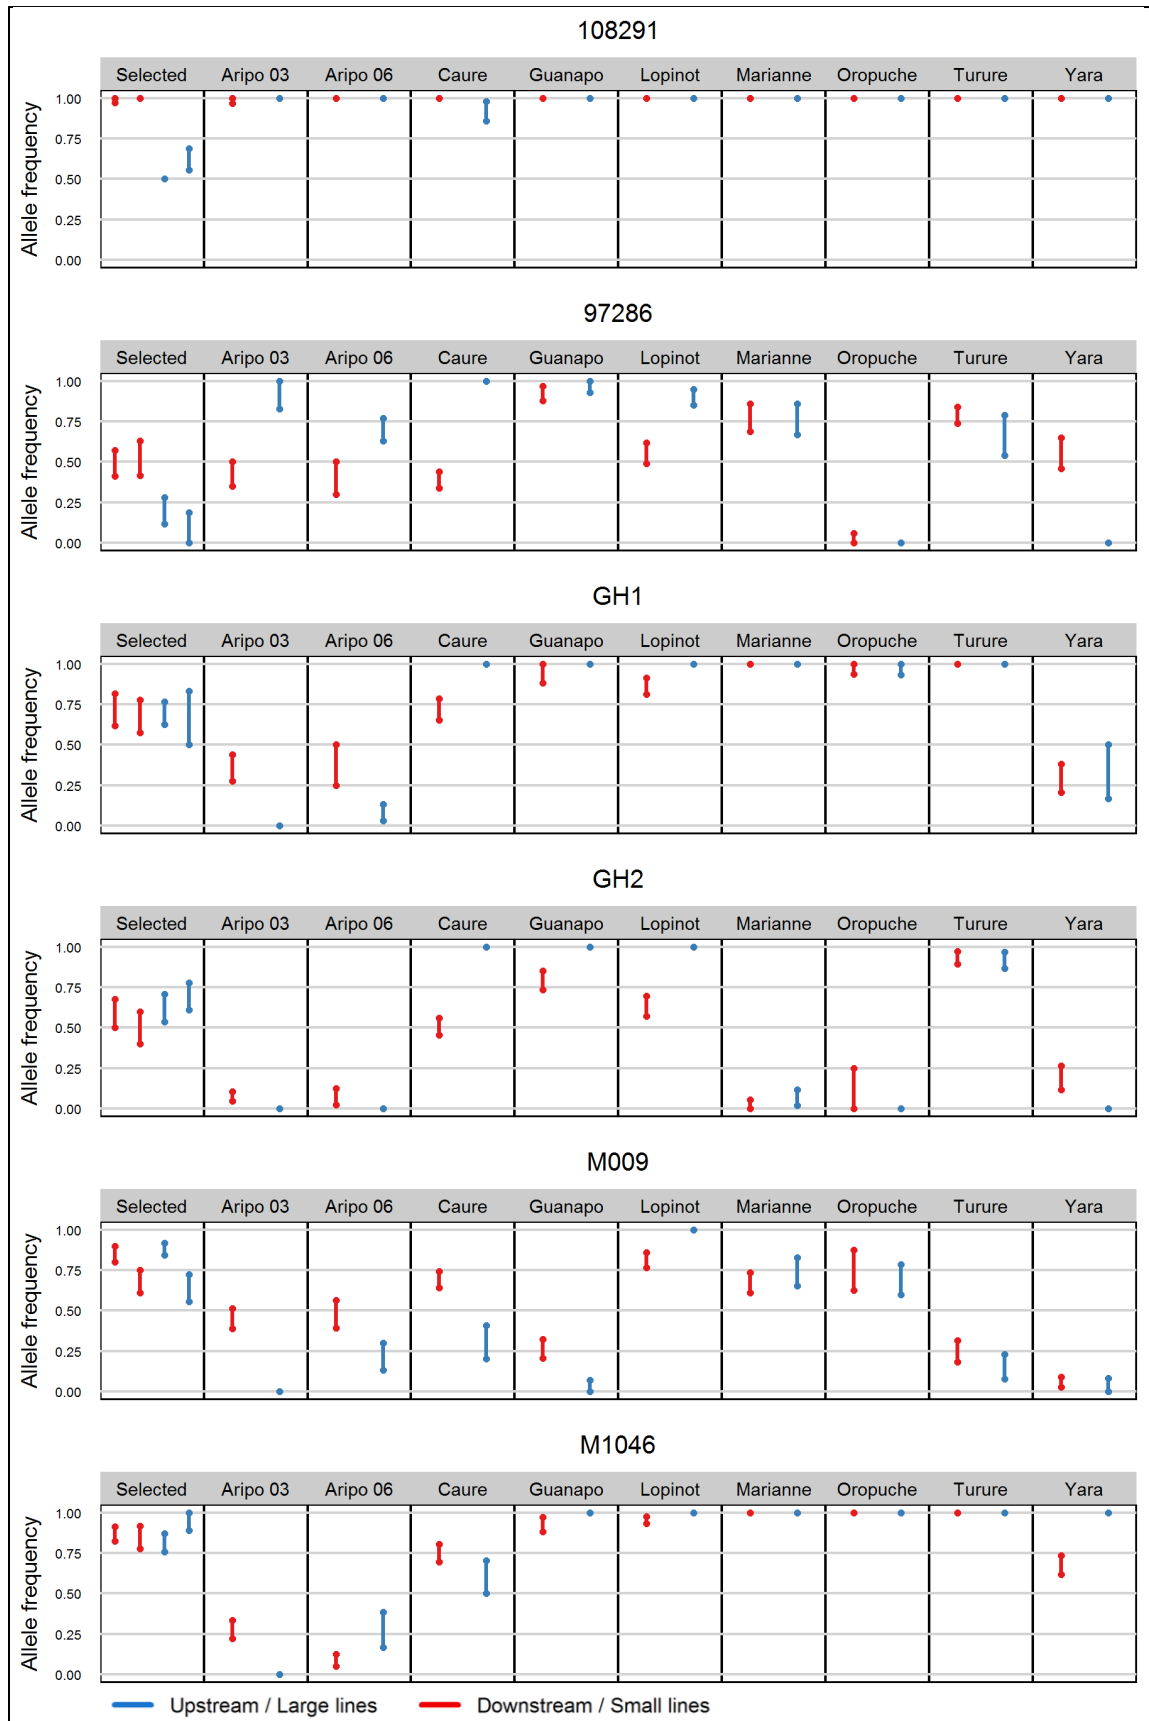 108291
Selected Aripo 03 Aripo 06 Caure Guanapo Lopinot Marianne Oropuche Turure Yara
Allele frequency
1.00
0.75
0.50
0.25
0.00
97286
Selected Aripo 03 Aripo 06 Caure Guanapo Lopinot Marianne Oropuche Turure Yara
Allele frequency
1.00
0.75
0.50
0.25
0.00
GH1
Selected Aripo 03 Aripo 06 Caure Guanapo Lopinot Marianne Oropuche Turure Yara
Allele frequency
1.00
0.75
0.50
0.25
0.00
GH2
Selected Aripo 03 Aripo 06 Caure Guanapo Lopinot Marianne Oropuche Turure Yara
Allele frequency
1.00
0.75
0.50
0.25
0.00
M009
Selected Aripo 03 Aripo 06 Caure Guanapo Lopinot Marianne Oropuche Turure Yara
Allele frequency
1.00
0.75
0.50
0.25
0.00
M1046
Selected Aripo 03 Aripo 06 Caure Guanapo Lopinot Marianne Oropuche Turure Yara
Allele frequency
1.00
0.75
0.50
0.25
0.00
Upstream / Large lines Downstream / Small lines